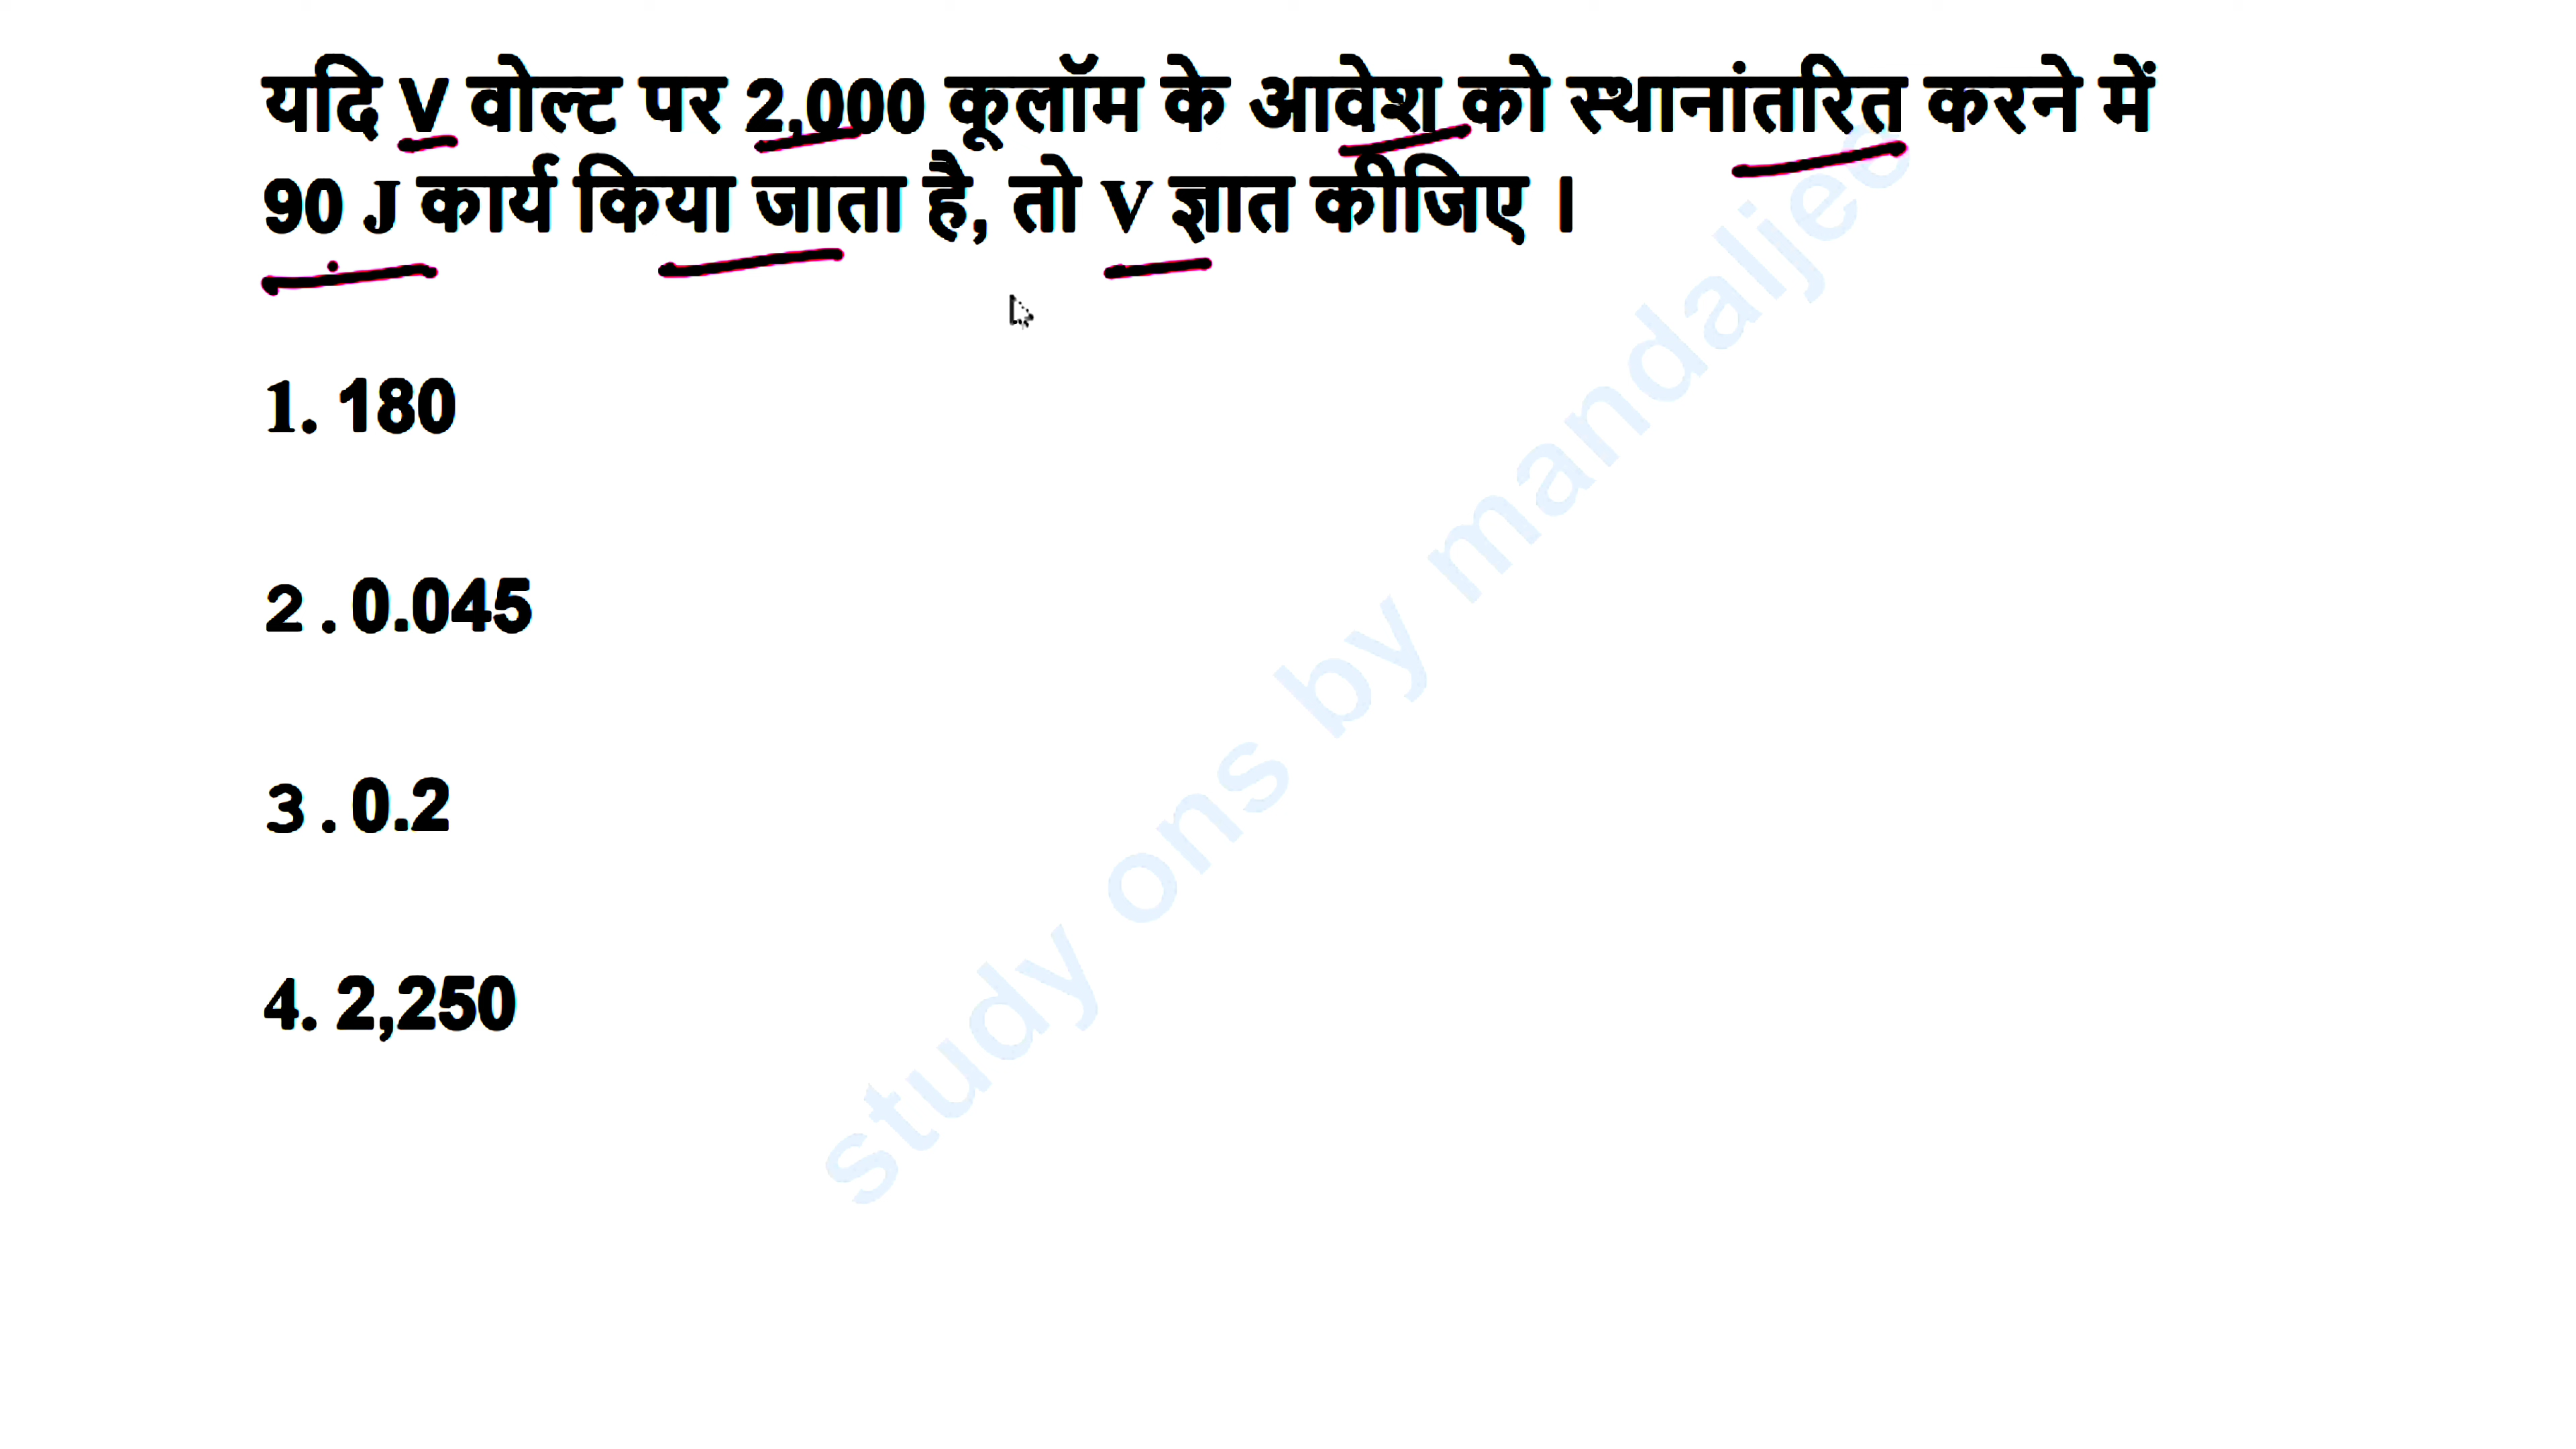 यदि V वोल्ट पर 2,000 कूलॉम के आवेश को स्थानांतरित करने में
90 J कार्य किया जाता है, तो V ज्ञात कीजिए ।
1. 180
2 . 0.045
3 . 0.2
4. 2,250
study ons by mandaljee